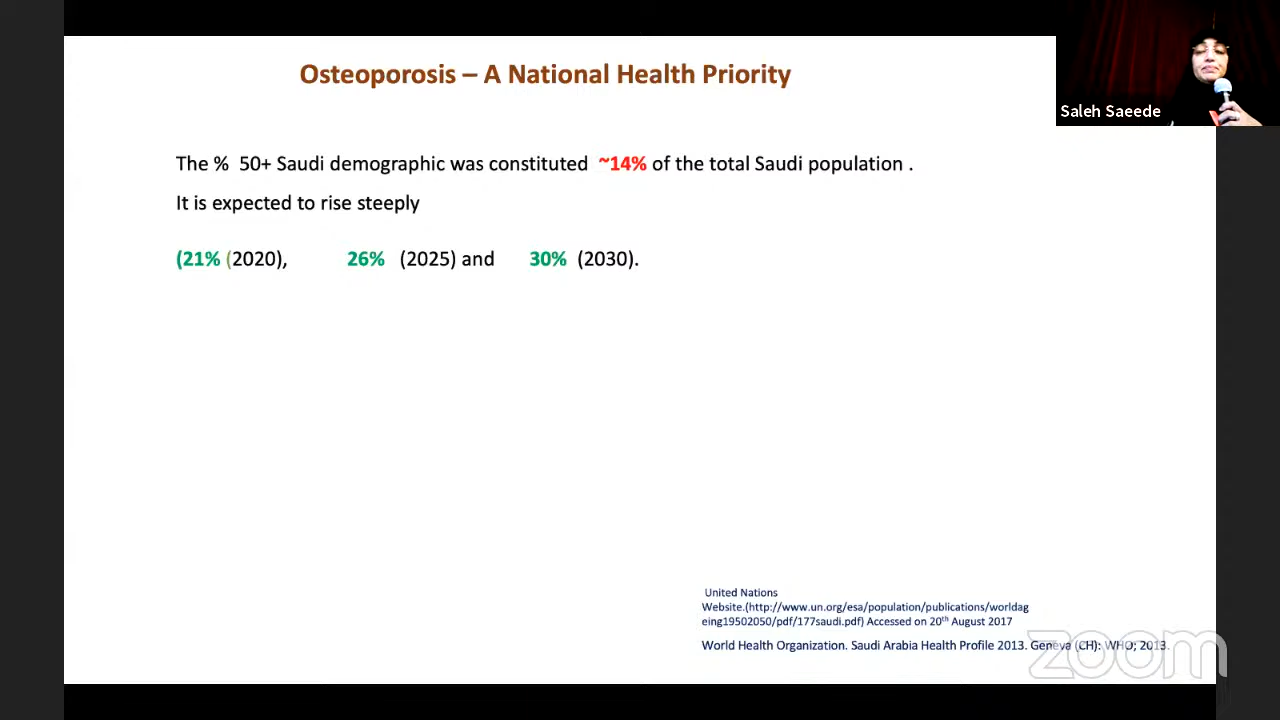 Osteoporosis – A National Health Priority
Saleh Saeede
The % 50+ Saudi demographic was constituted ~14% of the total Saudi population .
It is expected to rise steeply
(21% (2020), 26% (2025) and 30% (2030).
United Nations
Website.(http://www.un.org/esa/population/publications/worldag
eing19502050/pdf/177saudi.pdf) Accessed on 20th August 2017
World Health Organization. Saudi Arabia Health Profile 2013. Geneva (CH): WHO; 2013.
zoom